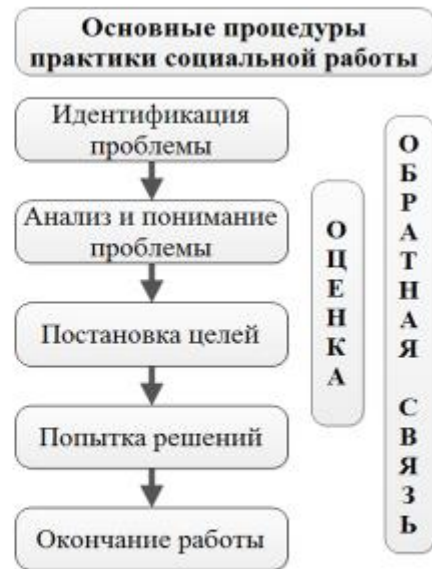 Основные процедуры
практики социальной работы
Идентификация
проблемы
Анализ и понимание
проблемы
Постановка целей
Попытка решений
Окончание работы
ОЦЕНКА
ОБРАТНАЯ СВЯЗЬ